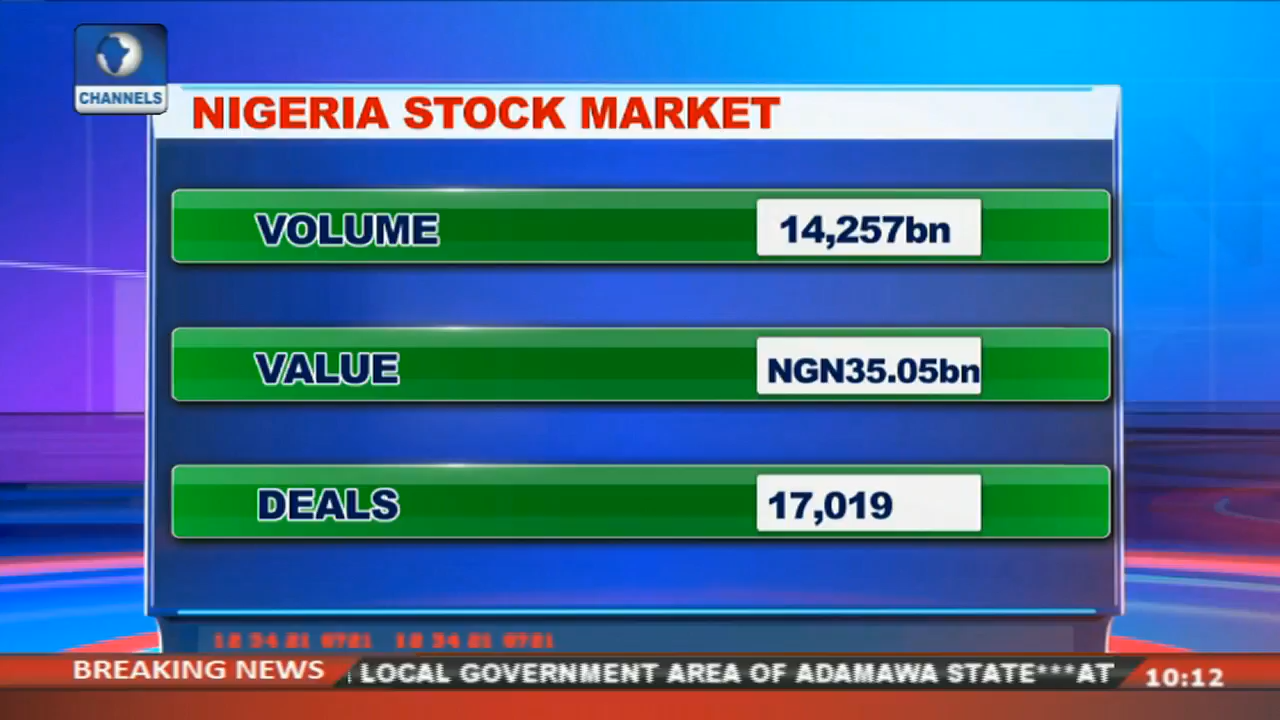 CHANNELS
NIGERIA STOCK MARKET
VOLUME 14,257bn
VALUE NGN35.05bn
DEALS 17,019
BREAKING NEWS LOCAL GOVERNMENT AREA OF ADAMAWA STATE***AT 10:12